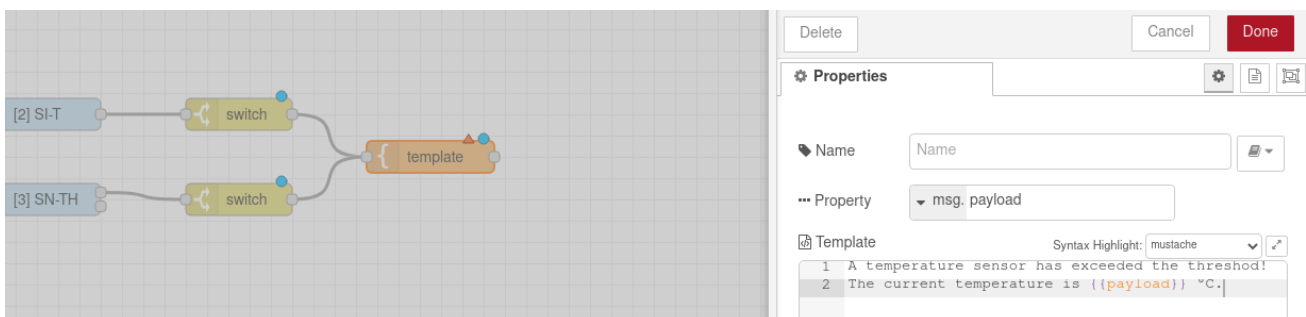 Delete
Cancel
Done
Properties
[2] SI-T
switch
template
[3] SN-TH
switch
Name
Name
Property
msg. payload
Template
Syntax Highlight: mustache
1 A temperature sensor has exceeded the threshod!
2 The current temperature is {{payload}} °C.